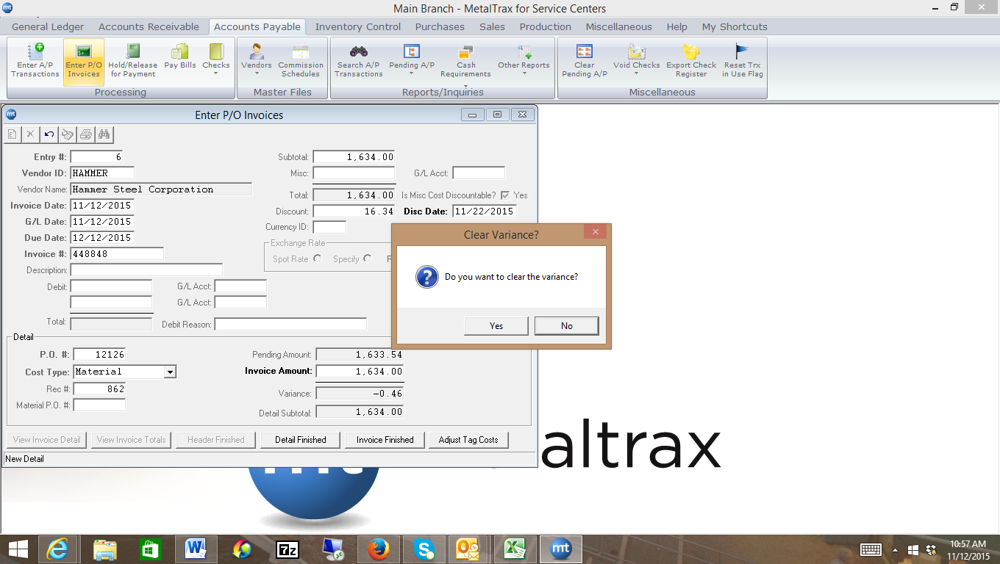 Main Branch - MetalTrax for Service Centers
General Ledger Accounts Receivable Accounts Payable Inventory Control Purchases Sales Production Miscellaneous Help My Shortcuts
Enter A/P Transactions Enter P/O Invoices Hold/Release for Payment Pay Bills Checks Vendors Commission Schedules Search A/P Transactions Pending A/P Cash Requirements Other Reports Clear Pending A/P Void Checks Export Check Register Reset Trx in Use Flag
Processing Master Files Reports/Inquiries Miscellaneous
mt Enter P/O Invoices
Entry #: 6 Subtotal: 1,634.00
Vendor ID: HAMMER Misc: G/L Acct:
Vendor Name: Hammer Steel Corporation
Total: 1,634.00 Is Misc Cost Discountable? Yes
Invoice Date: 11/12/2015 Discount: 16.34 Disc Date: 11/22/2015
G/L Date: 11/12/2015 Currency ID:
Due Date: 12/12/2015 Exchange Rate
Invoice #: 448848 Spot Rate Specify
Description:
Debit: G/L Acct:
G/L Acct:
Total: Debit Reason:
Clear Variance?
Do you want to clear the variance?
Yes No
Detail
P.O. #: 12126 Pending Amount: 1,633.54
Cost Type: Material Invoice Amount: 1,634.00
Rec #: 862 Variance: -0.46
Material P.O. #: Detail Subtotal: 1,634.00
View Invoice Detail View Invoice Totals Header Finished Detail Finished Invoice Finished Adjust Tag Costs
New Detail
altrax
7z mt
10:57 AM
11/12/2015